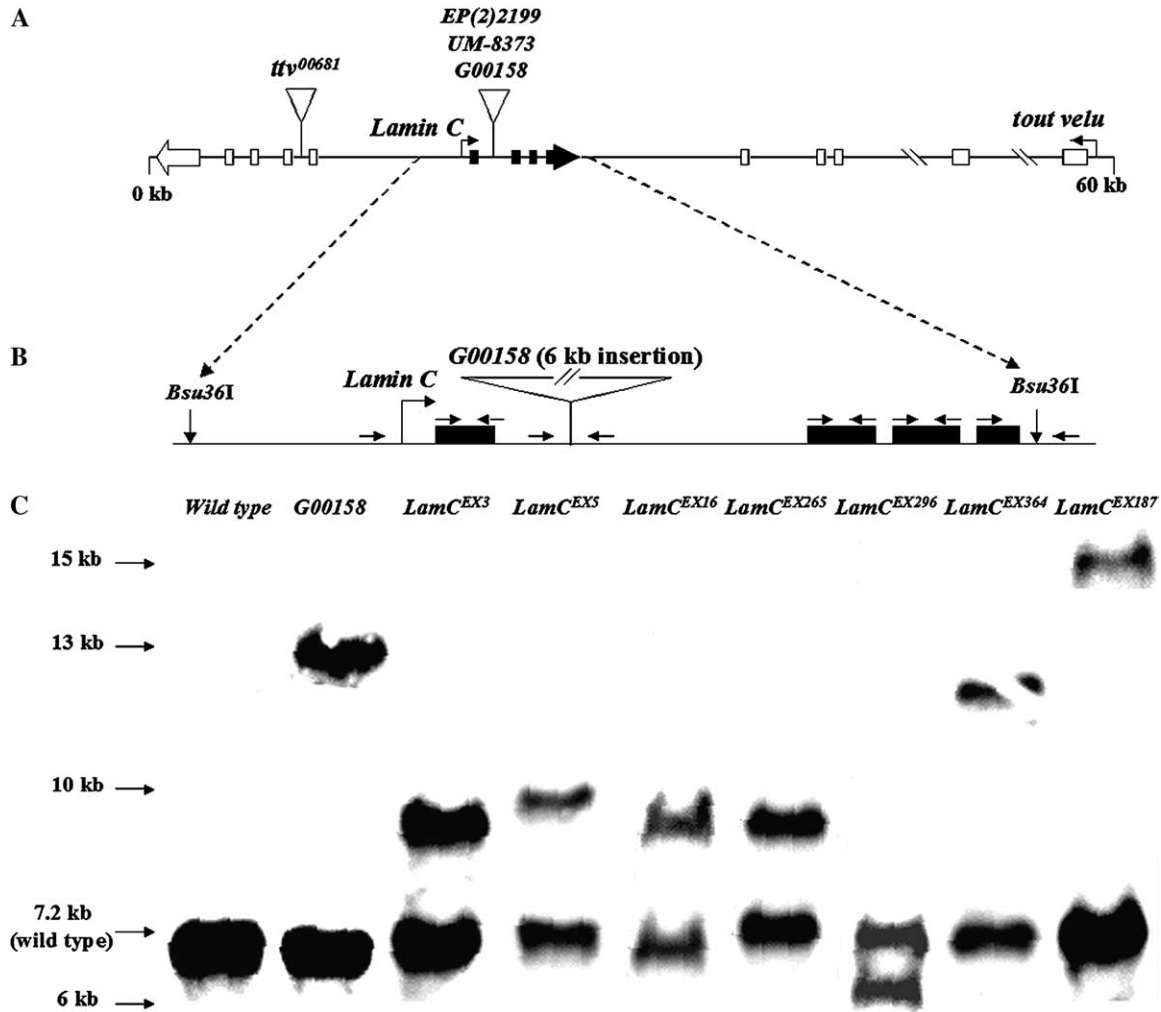 A
EP(2)2199
UM-8373
G00158
ttv00681
Lamin C
tout velu
0 kb
60 kb
B
G00158 (6 kb insertion)
Bsu36I
Lamin C
Bsu36I
C
Wild type G00158 LamCEX3 LamCEX5 LamCEX16 LamCEX265 LamCEX296 LamCEX364 LamCEX187
15 kb
13 kb
10 kb
7.2 kb
(wild type)
6 kb